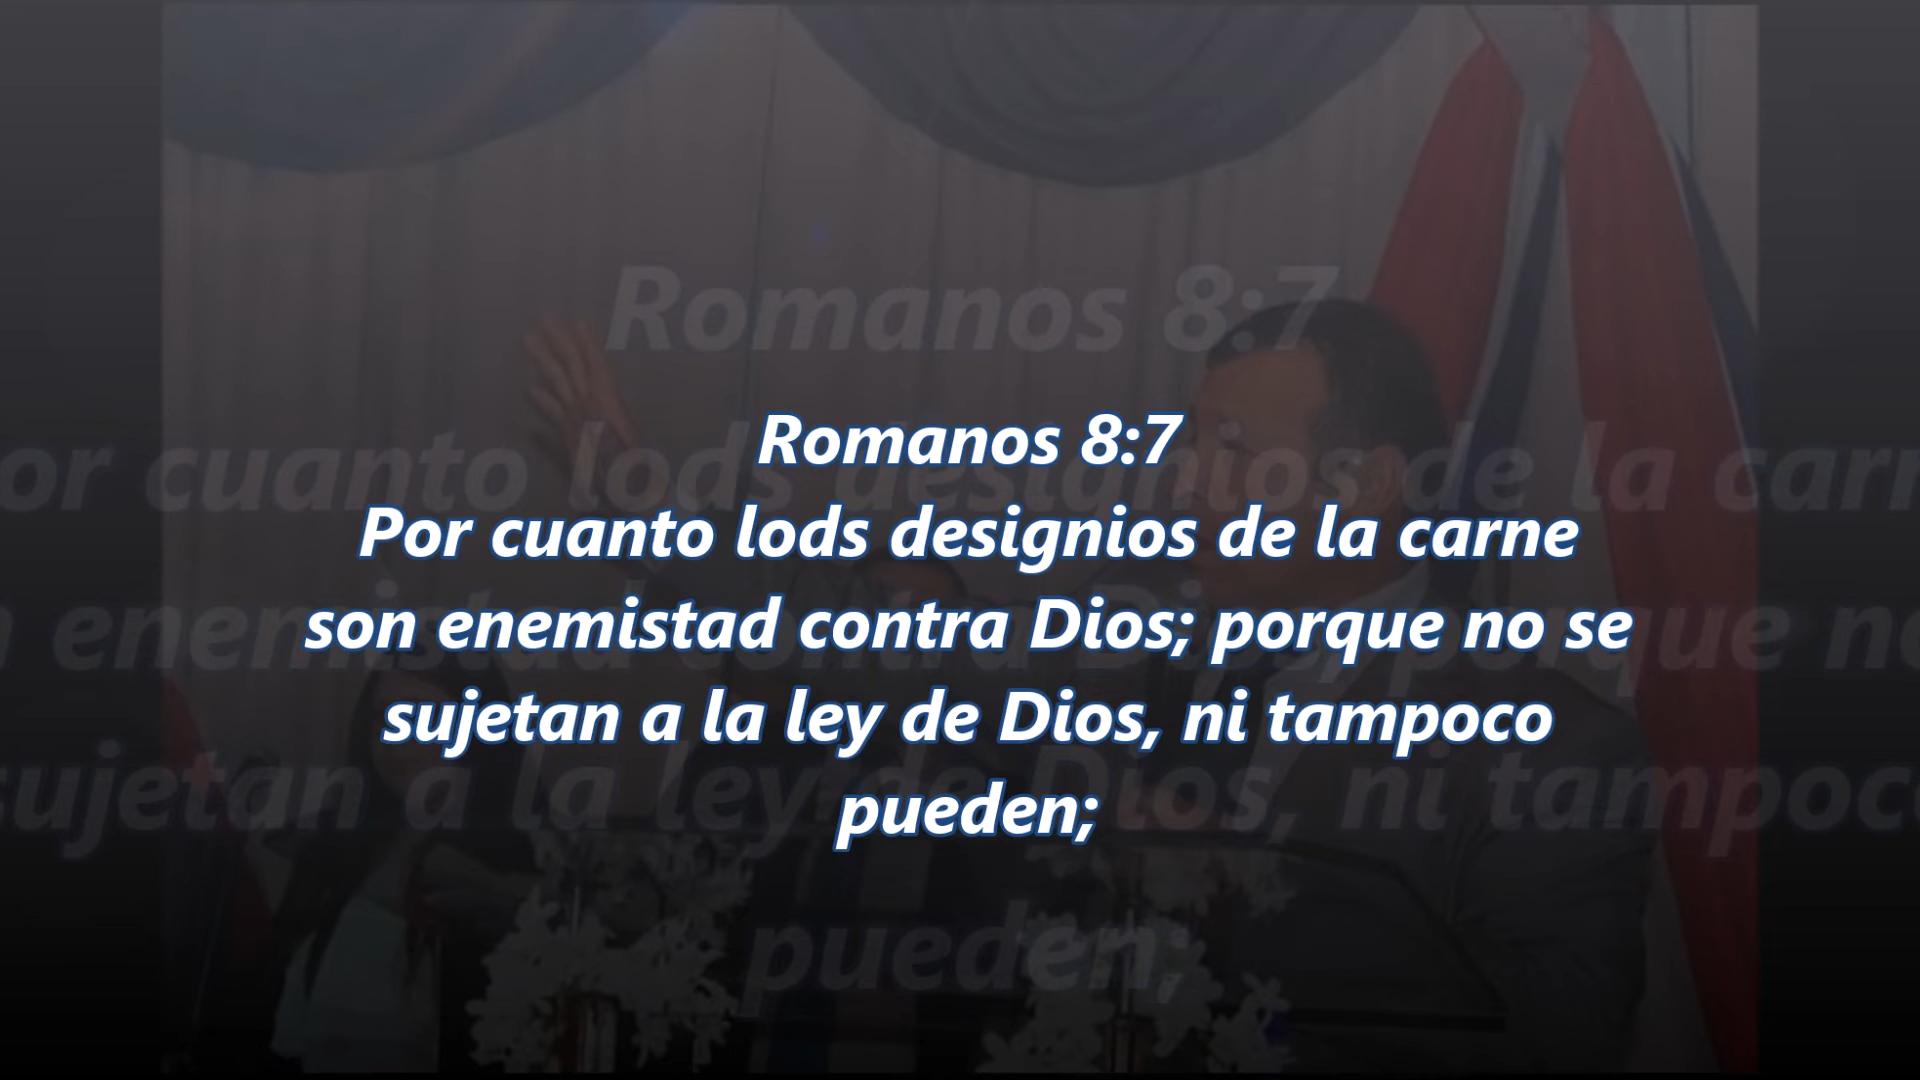 Romanos 8:7
Por cuanto lods designios de la carne
son enemistad contra Dios; porque no se
sujetan a la ley de Dios, ni tampoco
pueden;